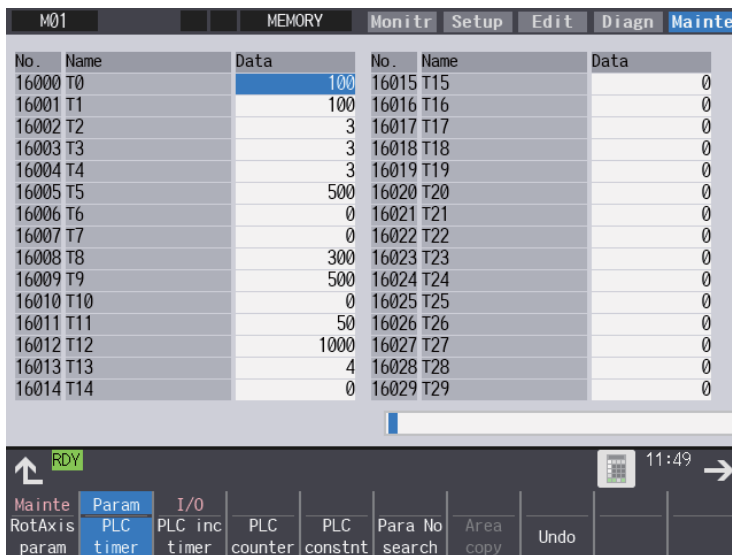 M01 MEMORY Monitr Setup Edit Diagn Mainte
No. Name Data No. Name Data
16000 T0 100 16015 T15 0
16001 T1 100 16016 T16 0
16002 T2 3 16017 T17 0
16003 T3 3 16018 T18 0
16004 T4 3 16019 T19 0
16005 T5 500 16020 T20 0
16006 T6 0 16021 T21 0
16007 T7 0 16022 T22 0
16008 T8 300 16023 T23 0
16009 T9 500 16024 T24 0
16010 T10 0 16025 T25 0
16011 T11 50 16026 T26 0
16012 T12 1000 16027 T27 0
16013 T13 4 16028 T28 0
16014 T14 0 16029 T29 0
RDY 11:49
Mainte Param I/O
RotAxis PLC PLC inc PLC PLC Para No Area Undo
param timer timer counter constnt search copy